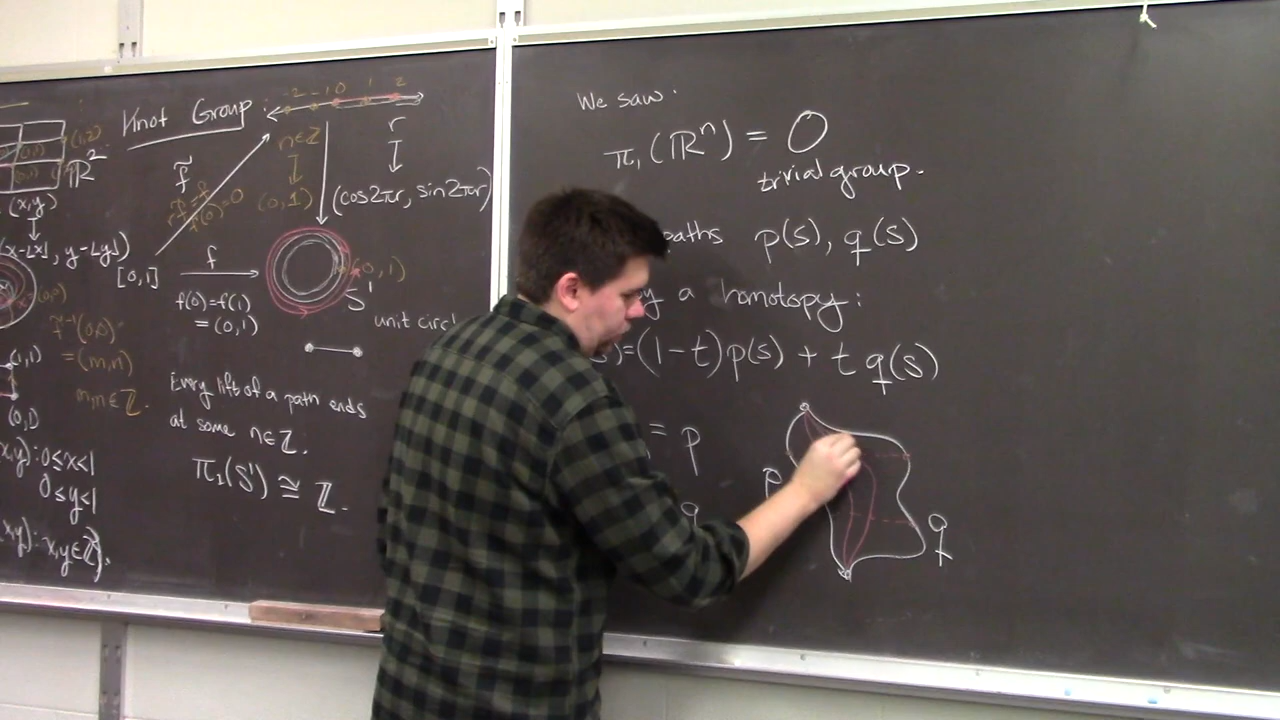 Knot Group :
-2 -1 0 1 2
n∈ℤ
r
(0,1)
(cos2πr, sin2πr)
f̃
f(0)=0
[0,1]
f
(0,1)
S¹
f(0)=f(1)
=(0,1)
unit circl
Every lift of a path ends
at some n∈ℤ.
π₁(S¹) ≅ ℤ.
(1,2)
ℝ²
(x,y)
(x-⌊x⌋, y-⌊y⌋)
(0,0)
f̃⁻¹(0,0)
=(m,n)
m,n∈ℤ.
(1,1)
(0,1)
x,y):0≤x<1
0≤y<1
x,y): x,y∈ℤ}.
We saw:
π₁(ℝⁿ) = 0
trivial group.
paths p(s), q(s)
y a homotopy:
s)=(1-t)p(s) + t q(s)
= p
q
p
q